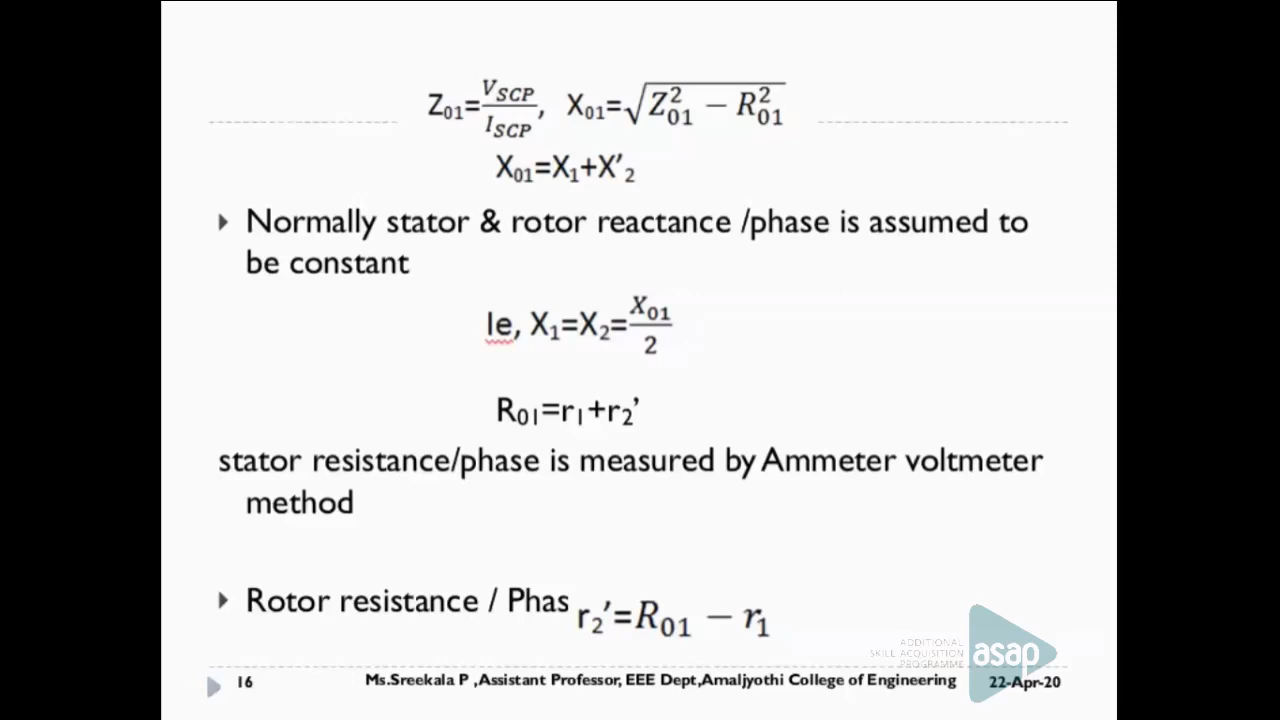 Z₀₁=V_SCP/I_SCP, X₀₁=√(Z₀₁² − R₀₁²)
X₀₁=X₁+X'₂
Normally stator & rotor reactance /phase is assumed to
be constant
Ie, X₁=X₂=X₀₁/2
R₀₁=r₁+r₂'
stator resistance/phase is measured by Ammeter voltmeter
method
Rotor resistance / Phas r₂'=R₀₁ − r₁
ADDITIONAL
SKILL ACQUISITION
PROGRAMME
asap
16 Ms.Sreekala P ,Assistant Professor, EEE Dept,Amaljyothi College of Engineering 22-Apr-20